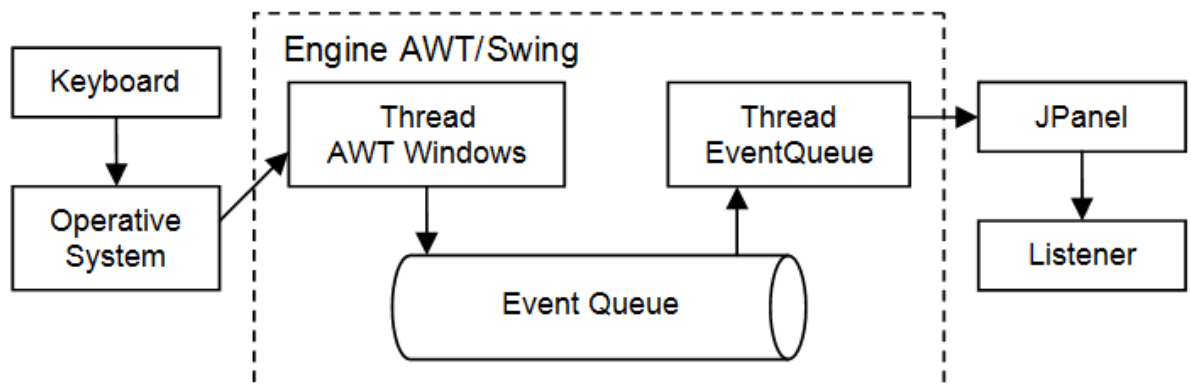 Engine AWT/Swing
Keyboard
Operative
System
Thread
AWT Windows
Event Queue
Thread
EventQueue
JPanel
Listener